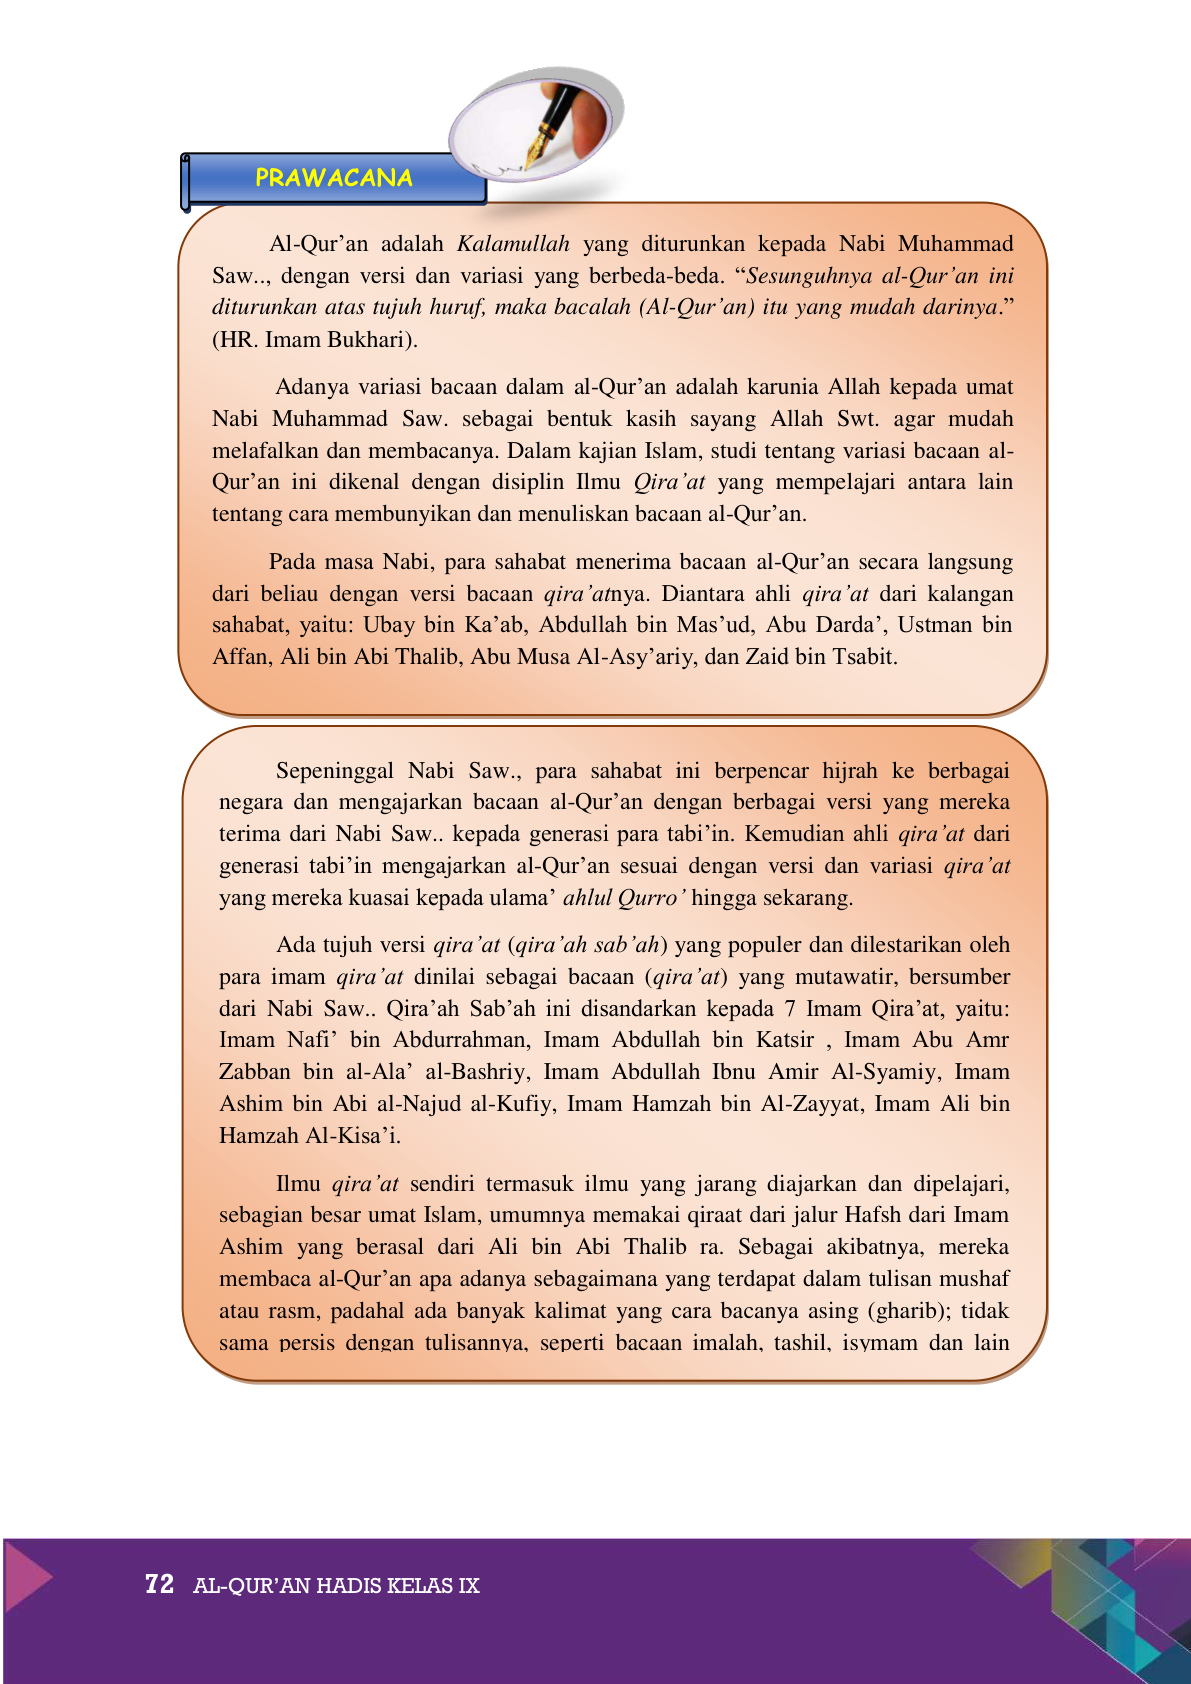 PRAWACANA
Al-Qur’an adalah Kalamullah yang diturunkan kepada Nabi Muhammad
Saw.., dengan versi dan variasi yang berbeda-beda. “Sesunguhnya al-Qur’an ini
diturunkan atas tujuh huruf, maka bacalah (Al-Qur’an) itu yang mudah darinya.”
(HR. Imam Bukhari).
Adanya variasi bacaan dalam al-Qur’an adalah karunia Allah kepada umat
Nabi Muhammad Saw. sebagai bentuk kasih sayang Allah Swt. agar mudah
melafalkan dan membacanya. Dalam kajian Islam, studi tentang variasi bacaan al-
Qur’an ini dikenal dengan disiplin Ilmu Qira’at yang mempelajari antara lain
tentang cara membunyikan dan menuliskan bacaan al-Qur’an.
Pada masa Nabi, para sahabat menerima bacaan al-Qur’an secara langsung
dari beliau dengan versi bacaan qira’atnya. Diantara ahli qira’at dari kalangan
sahabat, yaitu: Ubay bin Ka’ab, Abdullah bin Mas’ud, Abu Darda’, Ustman bin
Affan, Ali bin Abi Thalib, Abu Musa Al-Asy’ariy, dan Zaid bin Tsabit.
Sepeninggal Nabi Saw., para sahabat ini berpencar hijrah ke berbagai
negara dan mengajarkan bacaan al-Qur’an dengan berbagai versi yang mereka
terima dari Nabi Saw.. kepada generasi para tabi’in. Kemudian ahli qira’at dari
generasi tabi’in mengajarkan al-Qur’an sesuai dengan versi dan variasi qira’at
yang mereka kuasai kepada ulama’ ahlul Qurro’ hingga sekarang.
Ada tujuh versi qira’at (qira’ah sab’ah) yang populer dan dilestarikan oleh
para imam qira’at dinilai sebagai bacaan (qira’at) yang mutawatir, bersumber
dari Nabi Saw.. Qira’ah Sab’ah ini disandarkan kepada 7 Imam Qira’at, yaitu:
Imam Nafi’ bin Abdurrahman, Imam Abdullah bin Katsir , Imam Abu Amr
Zabban bin al-Ala’ al-Bashriy, Imam Abdullah Ibnu Amir Al-Syamiy, Imam
Ashim bin Abi al-Najud al-Kufiy, Imam Hamzah bin Al-Zayyat, Imam Ali bin
Hamzah Al-Kisa’i.
Ilmu qira’at sendiri termasuk ilmu yang jarang diajarkan dan dipelajari,
sebagian besar umat Islam, umumnya memakai qiraat dari jalur Hafsh dari Imam
Ashim yang berasal dari Ali bin Abi Thalib ra. Sebagai akibatnya, mereka
membaca al-Qur’an apa adanya sebagaimana yang terdapat dalam tulisan mushaf
atau rasm, padahal ada banyak kalimat yang cara bacanya asing (gharib); tidak
sama persis dengan tulisannya, seperti bacaan imalah, tashil, isymam dan lain
72 AL-QUR’AN HADIS KELAS IX